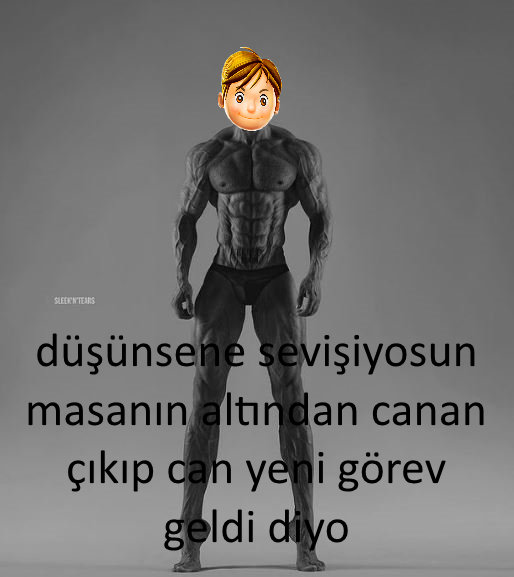 SLEEK'N'TEARS
düşünsene sevişiyosun
masanın altından canan
çıkıp can yeni görev
geldi diyo